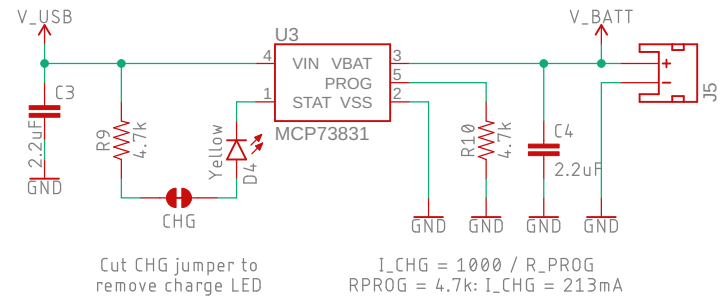 V_USB
V_BATT
U3
4
VIN
VBAT
3
PROG
5
1
STAT
VSS
2
MCP73831
C3
2.2uF
GND
R9
4.7k
CHG
Yellow
D4
R10
4.7k
C4
2.2uF
+
-
J5
GND
GND
GND
GND
Cut CHG jumper to
remove charge LED
I_CHG = 1000 / R_PROG
RPROG = 4.7k: I_CHG = 213mA